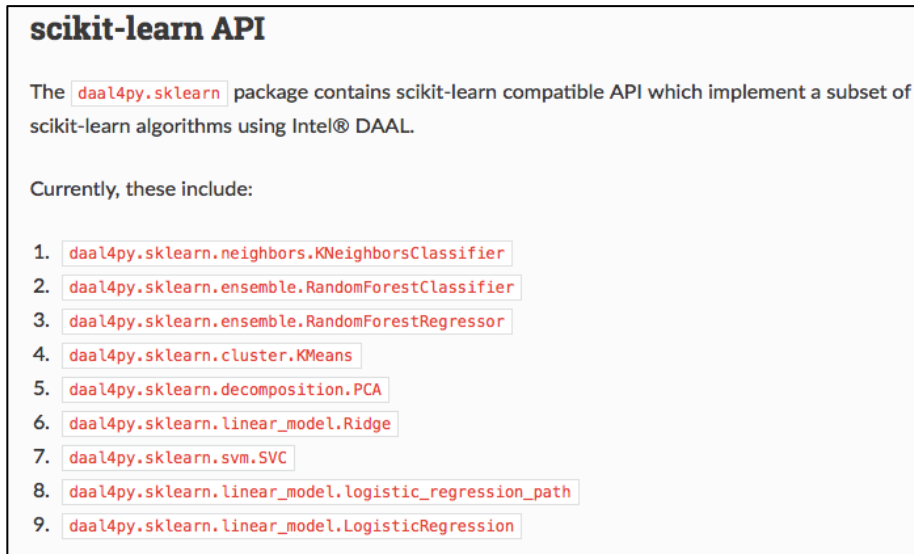 scikit-learn API
The daal4py.sklearn package contains scikit-learn compatible API which implement a subset of
scikit-learn algorithms using Intel® DAAL.
Currently, these include:
1. daal4py.sklearn.neighbors.KNeighborsClassifier
2. daal4py.sklearn.ensemble.RandomForestClassifier
3. daal4py.sklearn.ensemble.RandomForestRegressor
4. daal4py.sklearn.cluster.KMeans
5. daal4py.sklearn.decomposition.PCA
6. daal4py.sklearn.linear_model.Ridge
7. daal4py.sklearn.svm.SVC
8. daal4py.sklearn.linear_model.logistic_regression_path
9. daal4py.sklearn.linear_model.LogisticRegression